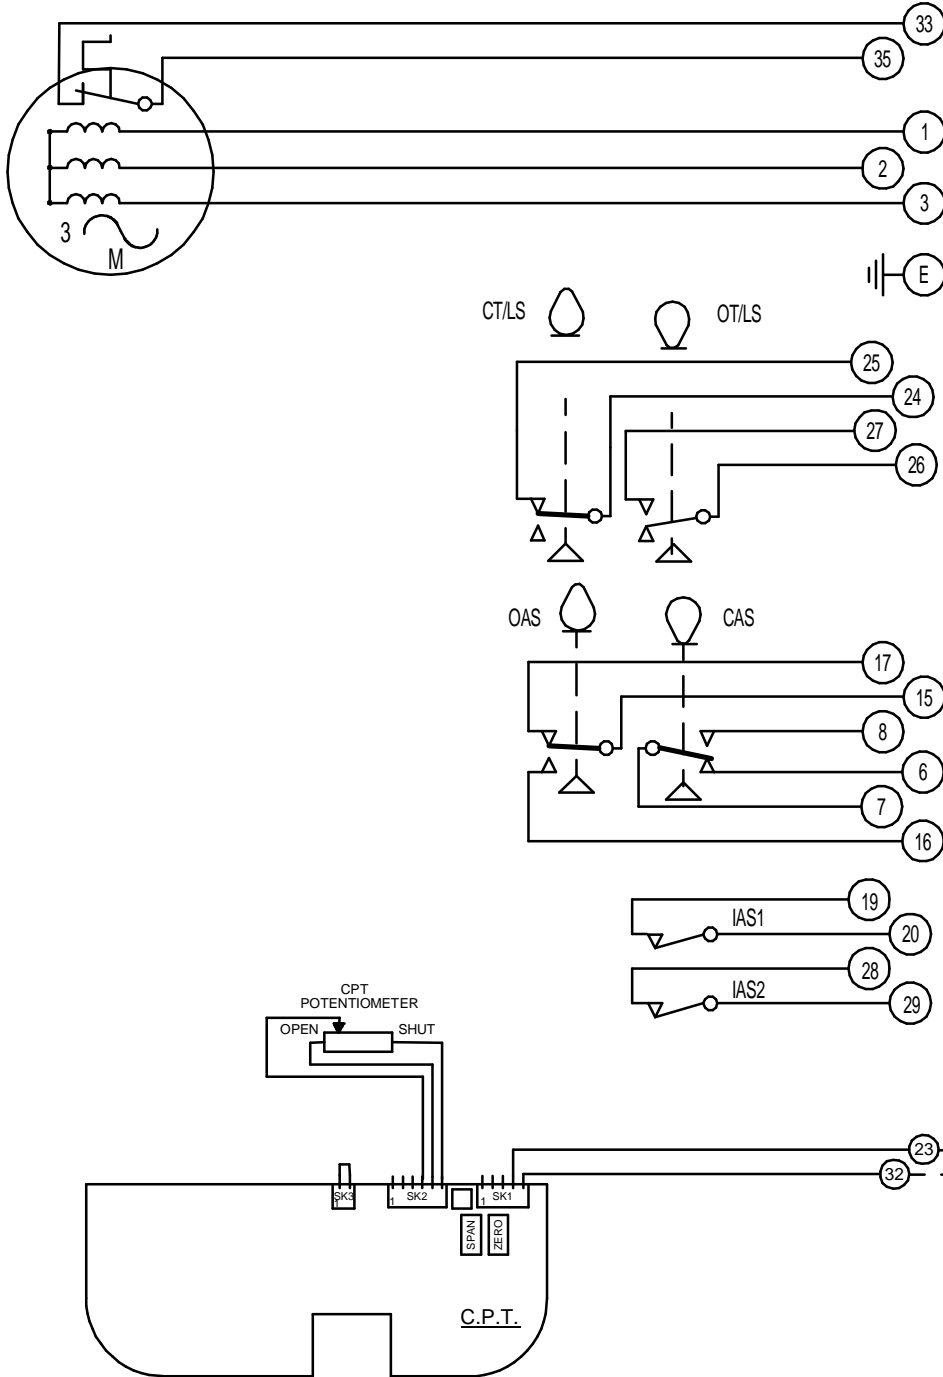 33
35
1
2
3
3
M
E
CT/LS
OT/LS
25
24
27
26
OAS
CAS
17
15
8
6
7
16
19
IAS1
20
28
IAS2
29
CPT
POTENTIOMETER
OPEN
SHUT
23
32
SK3
1
SK2
1
SK1
1
SPAN
ZERO
C.P.T.